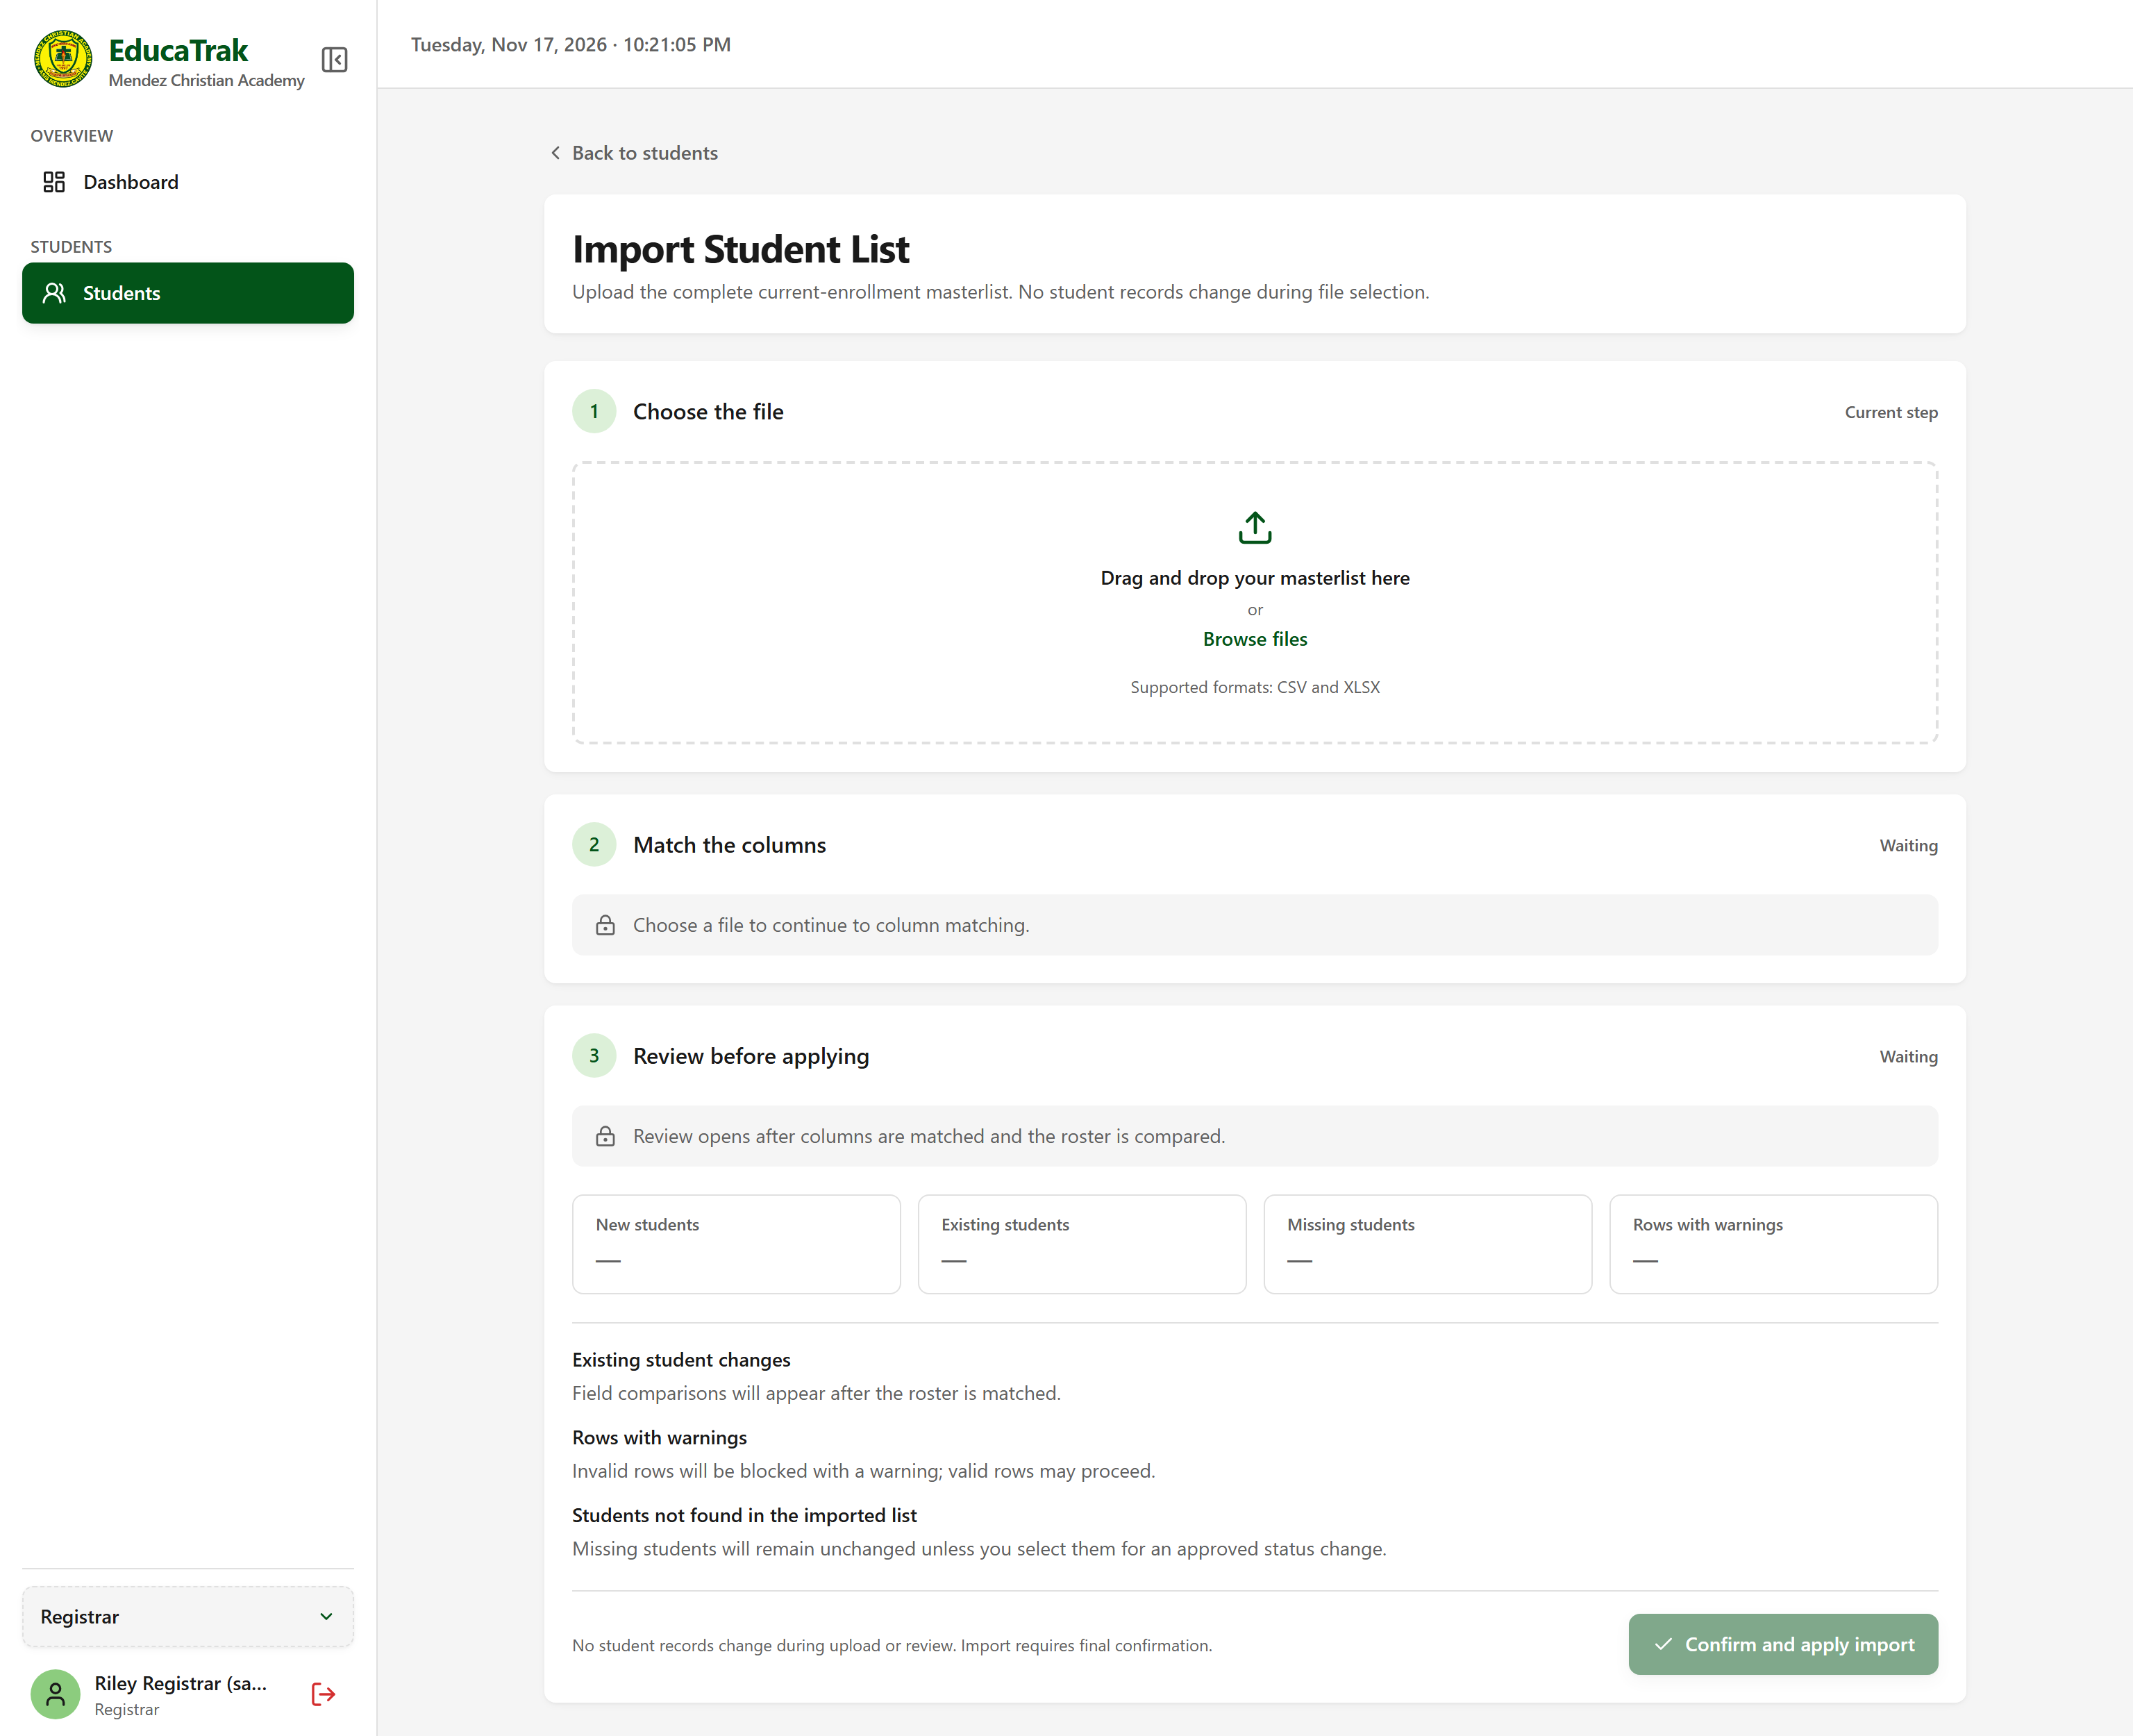 EducaTrak
Mendez Christian Academy
OVERVIEW
Dashboard
STUDENTS
Students
Registrar
Riley Registrar (sa...
Registrar
Tuesday, Nov 17, 2026 · 10:21:05 PM
Back to students
Import Student List
Upload the complete current-enrollment masterlist. No student records change during file selection.
1 Choose the file Current step
Drag and drop your masterlist here
or
Browse files
Supported formats: CSV and XLSX
2 Match the columns Waiting
Choose a file to continue to column matching.
3 Review before applying Waiting
Review opens after columns are matched and the roster is compared.
New students Existing students Missing students Rows with warnings
— — — —
Existing student changes
Field comparisons will appear after the roster is matched.
Rows with warnings
Invalid rows will be blocked with a warning; valid rows may proceed.
Students not found in the imported list
Missing students will remain unchanged unless you select them for an approved status change.
No student records change during upload or review. Import requires final confirmation.
Confirm and apply import